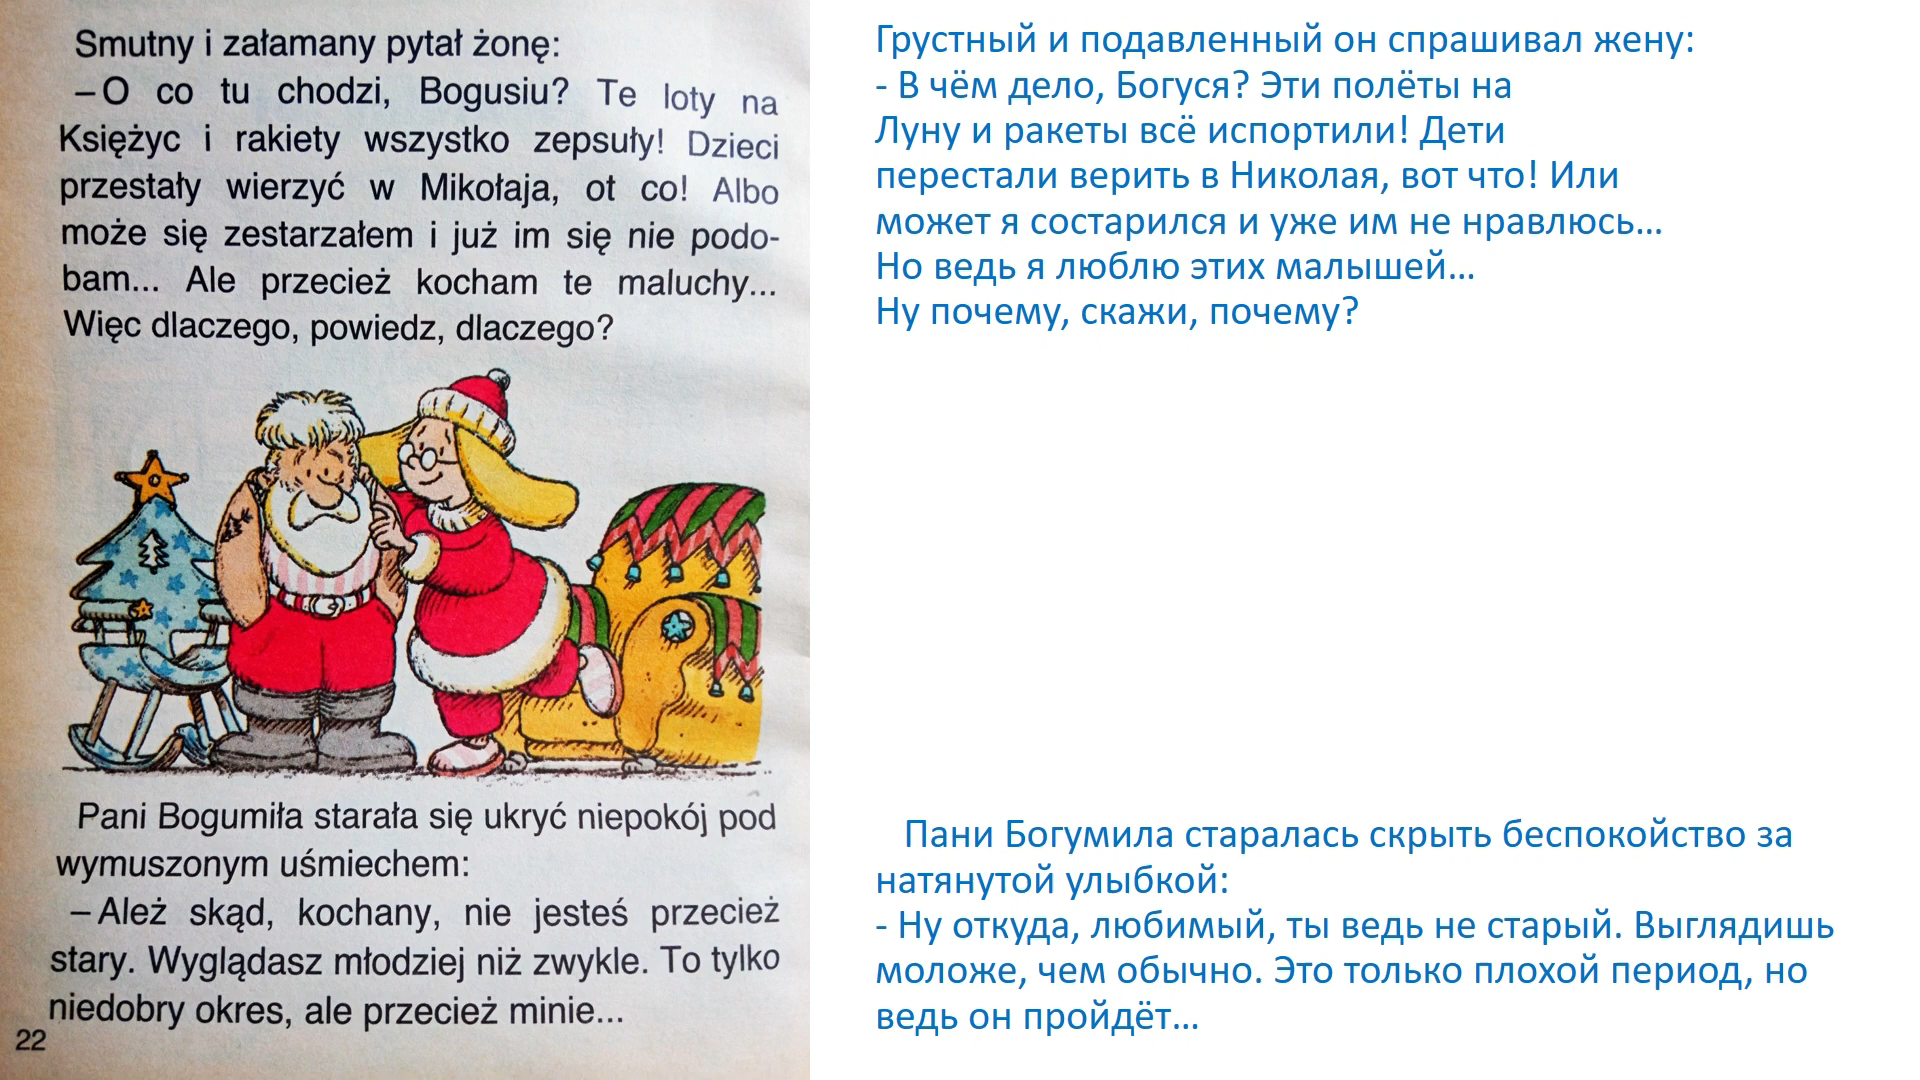 Smutny i załamany pytał żonę:
– O co tu chodzi, Bogusiu? Te loty na
Księżyc i rakiety wszystko zepsuły! Dzieci
przestały wierzyć w Mikołaja, ot co! Albo
może się zestarzałem i już im się nie podo-
bam... Ale przecież kocham te maluchy...
Więc dlaczego, powiedz, dlaczego?
Pani Bogumiła starała się ukryć niepokój pod
wymuszonym uśmiechem:
– Ależ skąd, kochany, nie jesteś przecież
stary. Wyglądasz młodziej niż zwykle. To tylko
niedobry okres, ale przecież minie...
22
Грустный и подавленный он спрашивал жену:
- В чём дело, Богуся? Эти полёты на
Луну и ракеты всё испортили! Дети
перестали верить в Николая, вот что! Или
может я состарился и уже им не нравлюсь...
Но ведь я люблю этих малышей...
Ну почему, скажи, почему?
Пани Богумила старалась скрыть беспокойство за
натянутой улыбкой:
- Ну откуда, любимый, ты ведь не старый. Выглядишь
моложе, чем обычно. Это только плохой период, но
ведь он пройдёт...